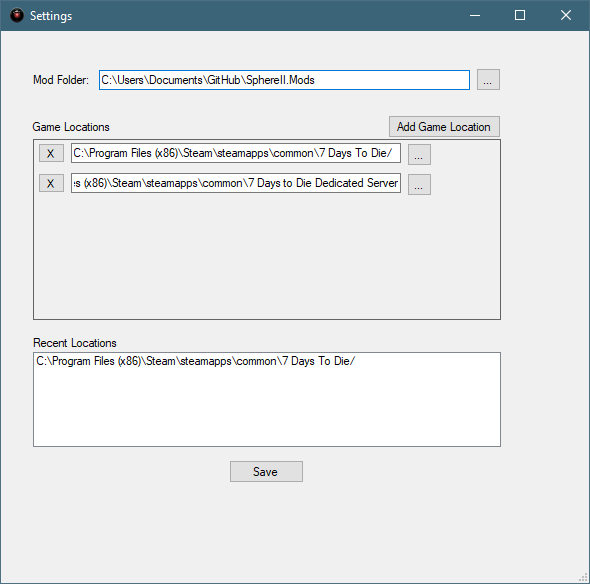 Settings
Mod Folder: C:\Users\Documents\GitHub\SphereII.Mods ...
Game Locations Add Game Location
X C:\Program Files (x86)\Steam\steamapps\common\7 Days To Die/ ...
X s (x86)\Steam\steamapps\common\7 Days to Die Dedicated Server ...
Recent Locations
C:\Program Files (x86)\Steam\steamapps\common\7 Days To Die/
Save